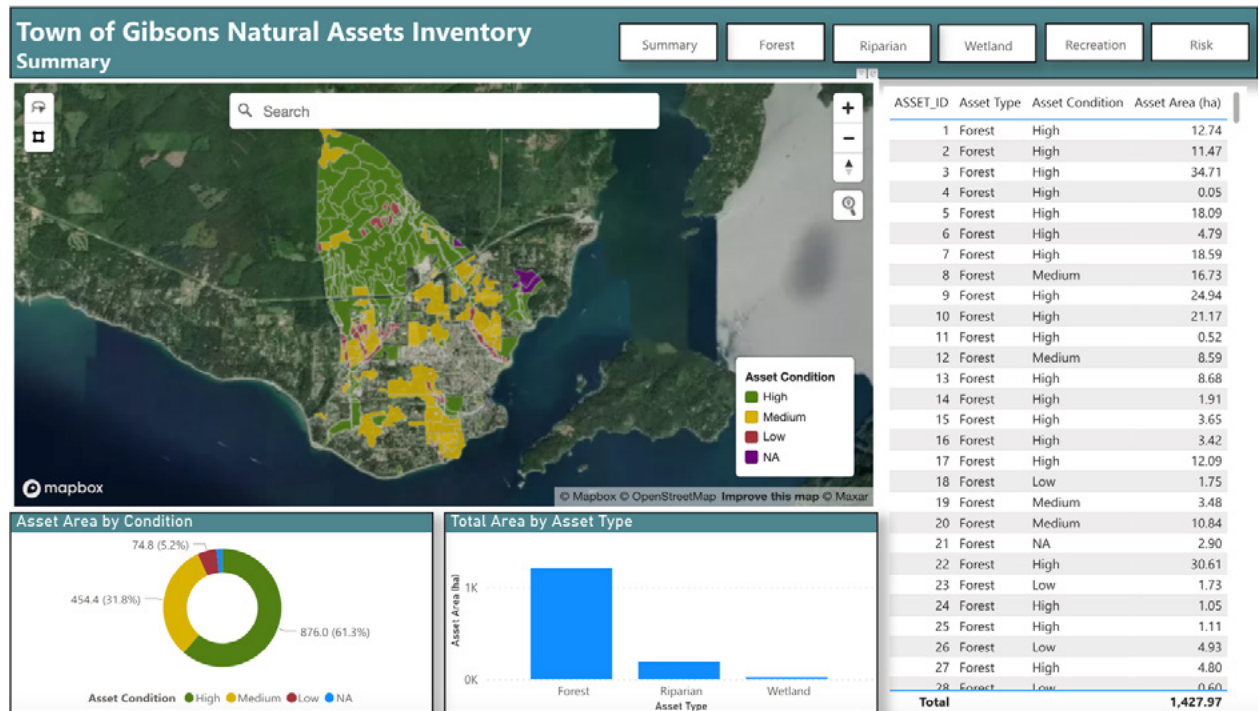 Town of Gibsons Natural Assets Inventory
Summary
Summary
Forest
Riparian
Wetland
Recreation
Risk
Search
Asset Condition
High
Medium
Low
NA
mapbox
© Mapbox © OpenStreetMap Improve this map © Maxar
ASSET_ID Asset Type Asset Condition Asset Area (ha)
1 Forest High 12.74
2 Forest High 11.47
3 Forest High 34.71
4 Forest High 0.05
5 Forest High 18.09
6 Forest High 4.79
7 Forest High 18.59
8 Forest Medium 16.73
9 Forest High 24.94
10 Forest High 21.17
11 Forest High 0.52
12 Forest Medium 8.59
13 Forest High 8.68
14 Forest High 1.91
15 Forest High 3.65
16 Forest High 3.42
17 Forest High 12.09
18 Forest Low 1.75
19 Forest Medium 3.48
20 Forest Medium 10.84
21 Forest NA 2.90
22 Forest High 30.61
23 Forest Low 1.73
24 Forest High 1.05
25 Forest High 1.11
26 Forest Low 4.93
27 Forest High 4.80
28 Forest Low 0.60
Total 1,427.97
Asset Area by Condition
74.8 (5.2%)
454.4 (31.8%)
876.0 (61.3%)
Asset Condition High Medium Low NA
Total Area by Asset Type
Asset Area (ha)
1K
0K
Forest Riparian Wetland
Asset Type